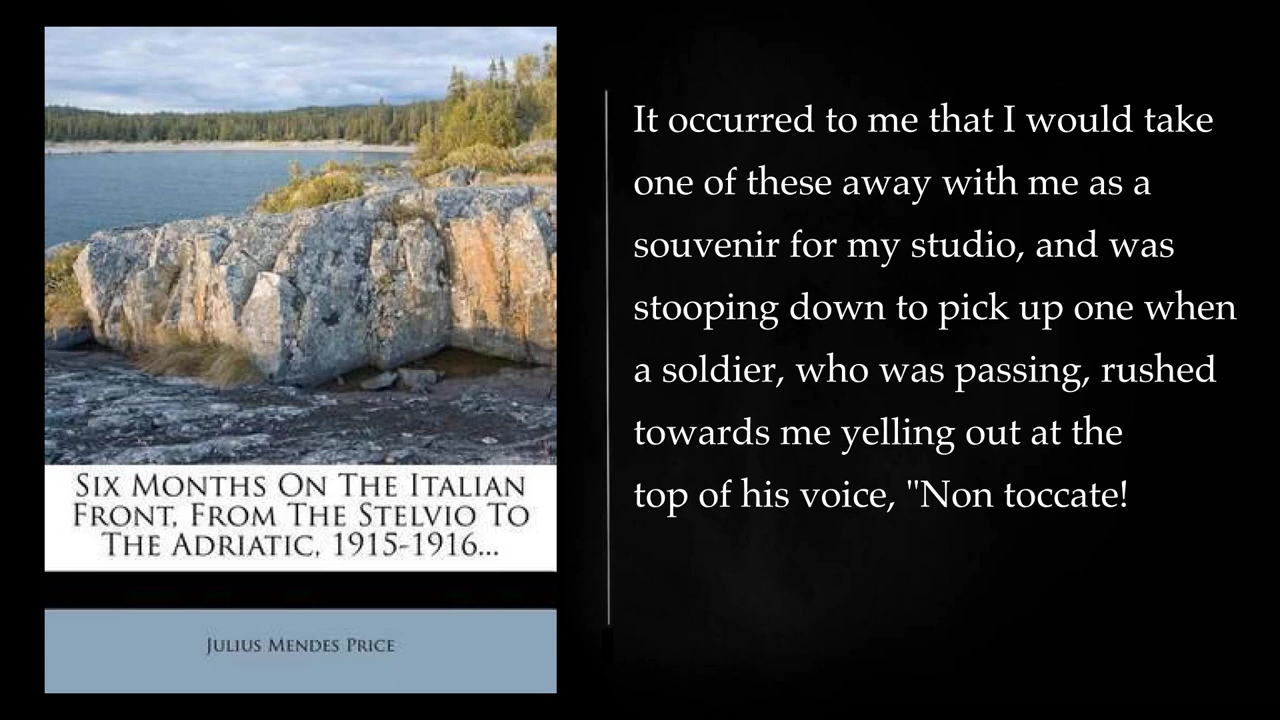 Six Months On The Italian
Front, From The Stelvio To
The Adriatic, 1915-1916...
Julius Mendes Price
It occurred to me that I would take
one of these away with me as a
souvenir for my studio, and was
stooping down to pick up one when
a soldier, who was passing, rushed
towards me yelling out at the
top of his voice, "Non toccate!